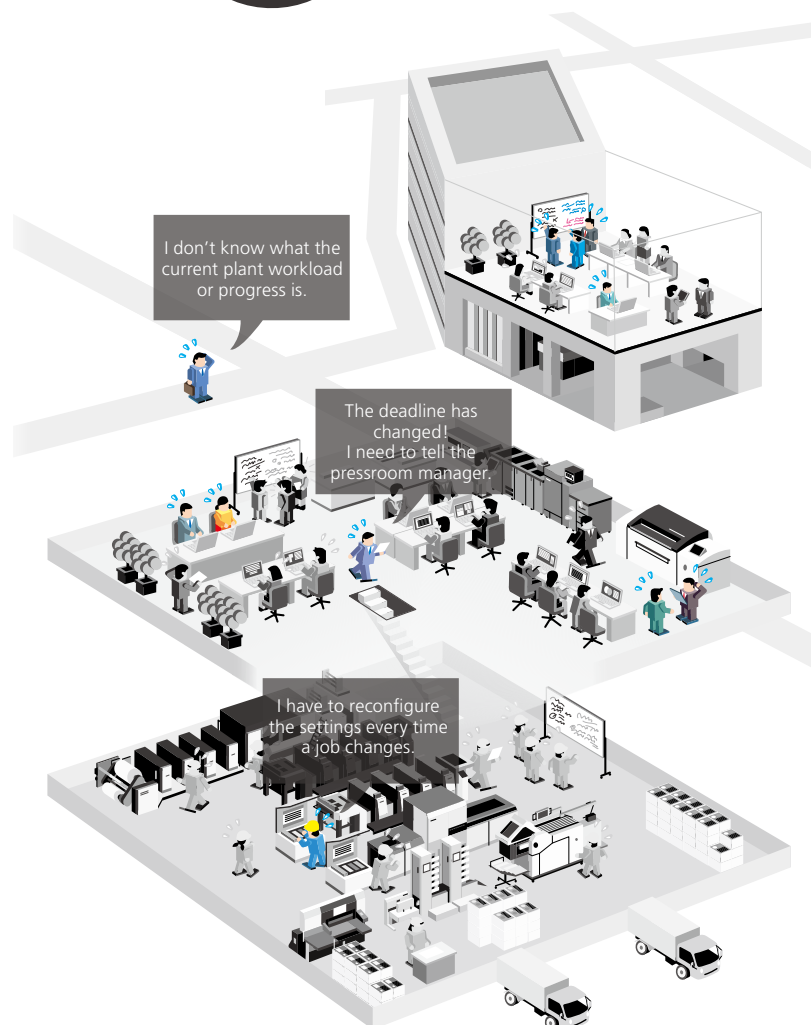 I don’t know what the
current plant workload
or progress is.
The deadline has
changed!
I need to tell the
pressroom manager.
I have to reconfigure
the settings every time
a job changes.